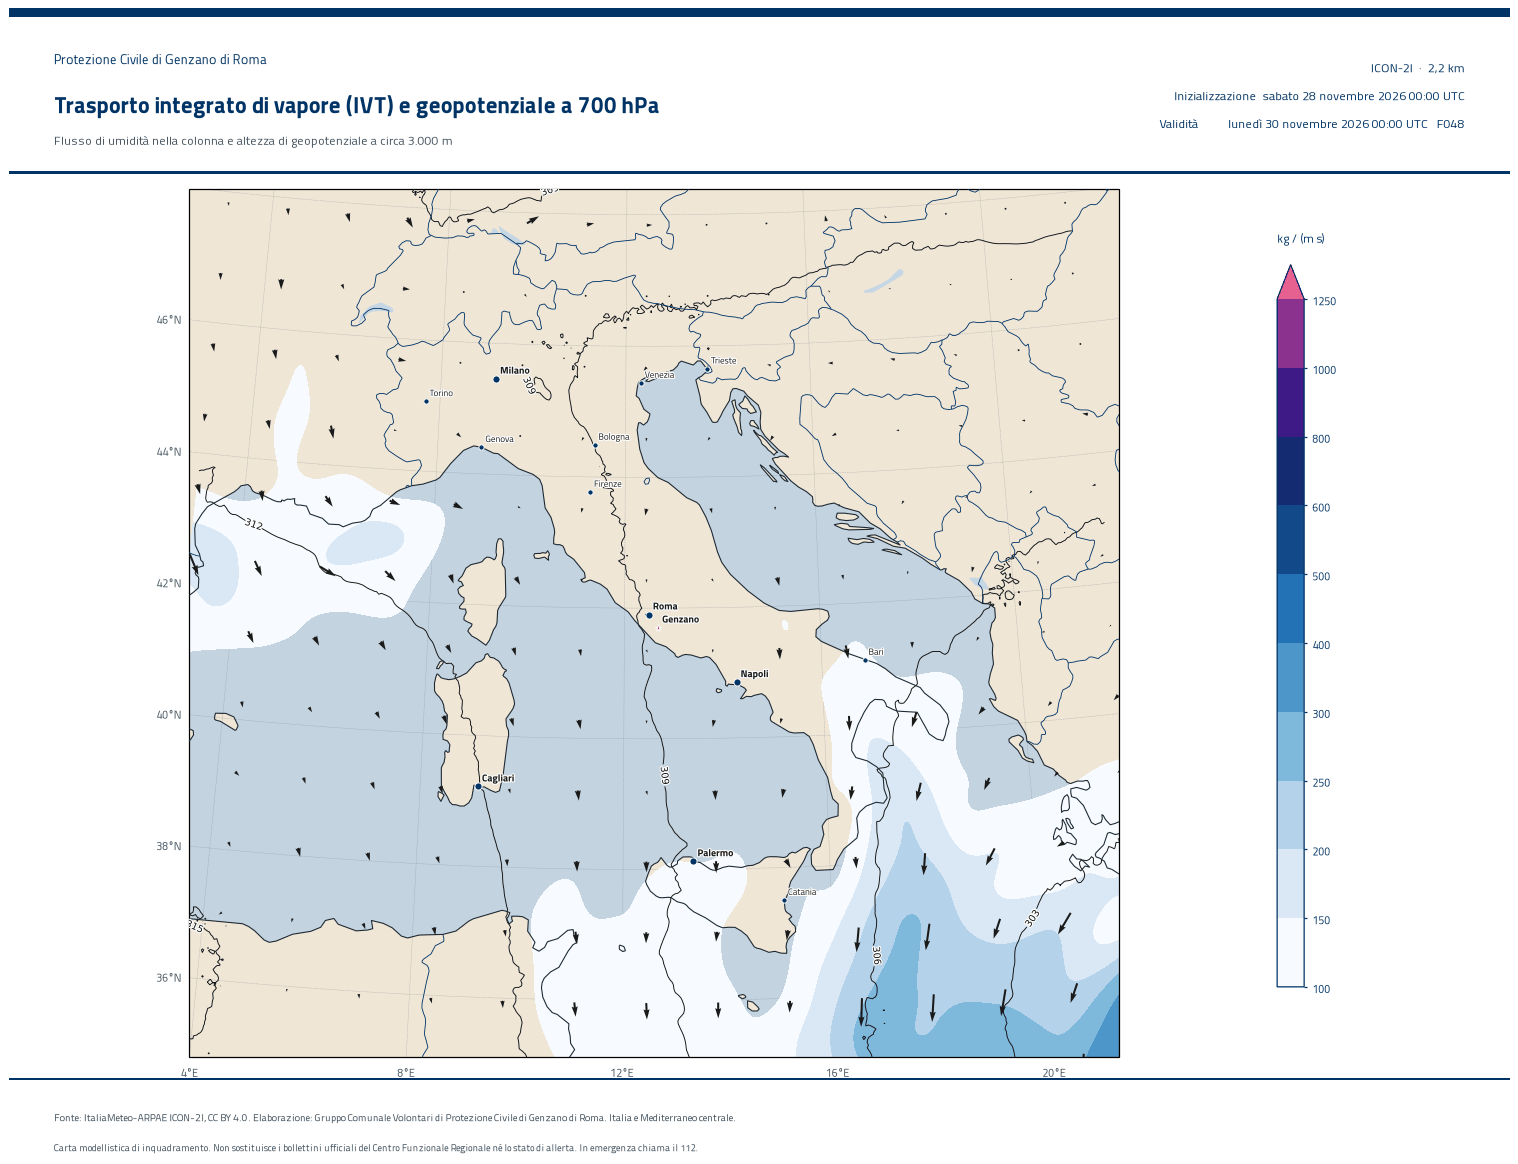 Protezione Civile di Genzano di Roma
Trasporto integrato di vapore (IVT) e geopotenziale a 700 hPa
Flusso di umidità nella colonna e altezza di geopotenziale a circa 3.000 m
ICON-2I · 2,2 km
Inizializzazione sabato 28 novembre 2026 00:00 UTC
Validità lunedì 30 novembre 2026 00:00 UTC F048
kg / (m s)
1250
1000
800
600
500
400
300
250
200
150
100
46°N
44°N
42°N
40°N
38°N
36°N
4°E
8°E
12°E
16°E
20°E
Milano
Torino
Genova
Venezia
Trieste
Bologna
Firenze
Roma
Genzano
Napoli
Bari
Cagliari
Palermo
Catania
309
312
309
306
303
315
Fonte: ItaliaMeteo-ARPAE ICON-2I, CC BY 4.0. Elaborazione: Gruppo Comunale Volontari di Protezione Civile di Genzano di Roma. Italia e Mediterraneo centrale.
Carta modellistica di inquadramento. Non sostituisce i bollettini ufficiali del Centro Funzionale Regionale né lo stato di allerta. In emergenza chiama il 112.